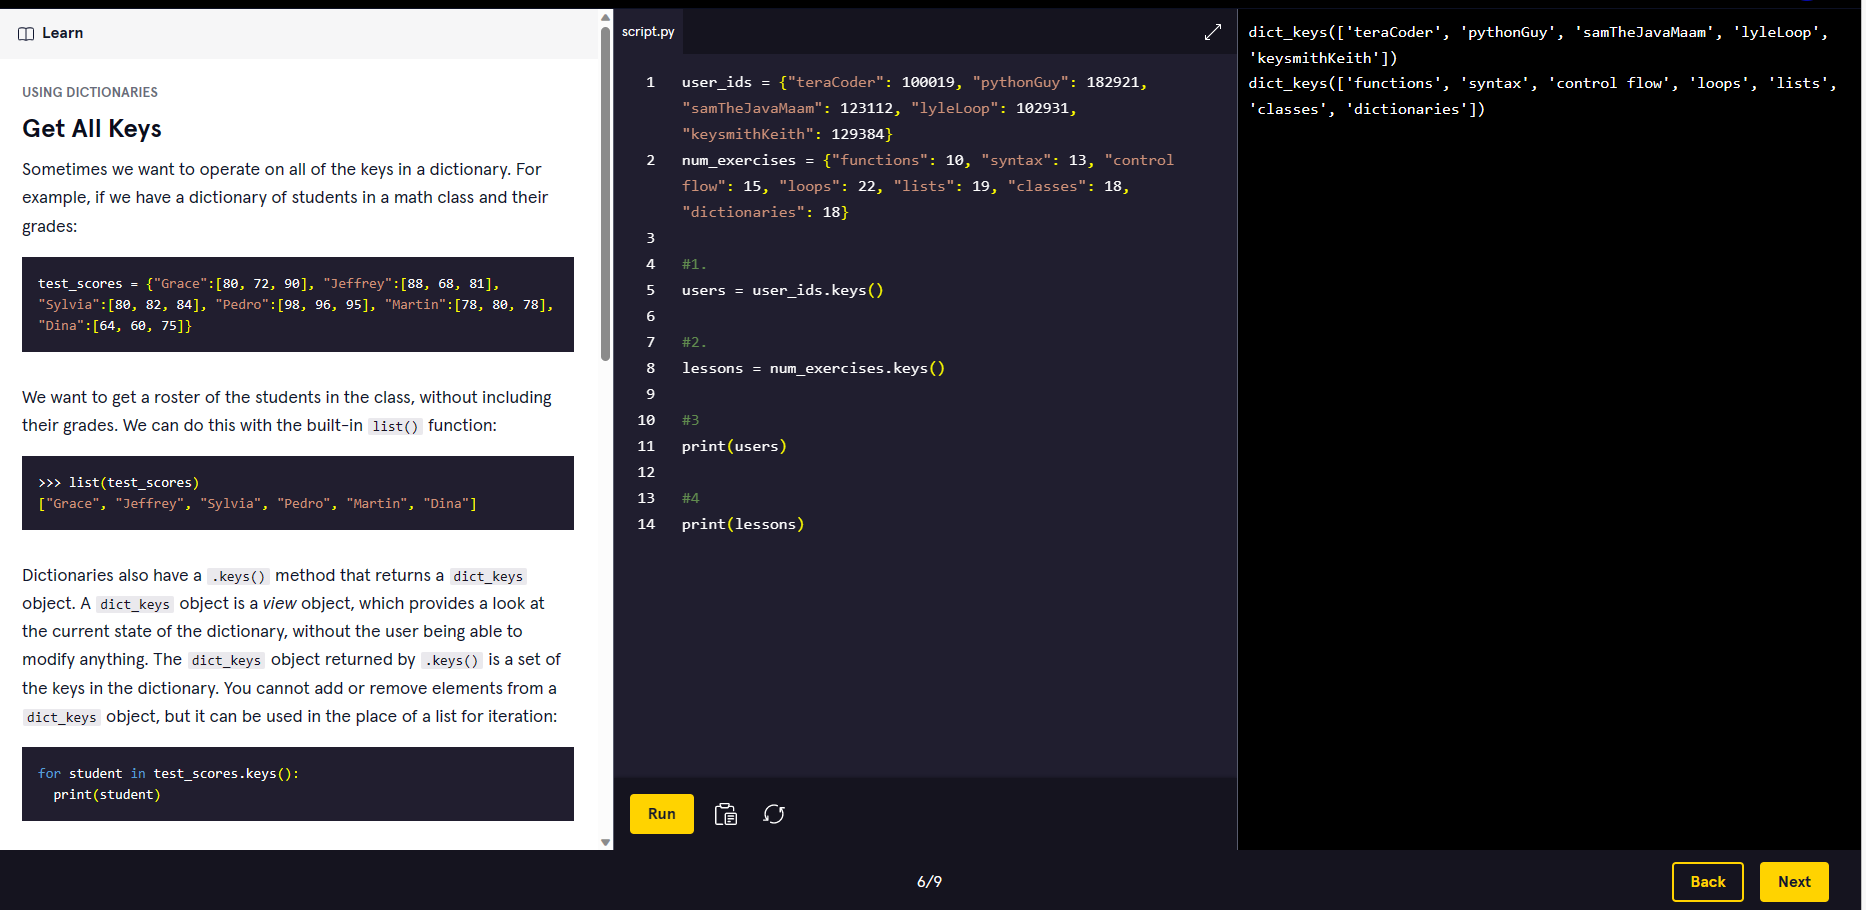 Learn
USING DICTIONARIES
Get All Keys
Sometimes we want to operate on all of the keys in a dictionary. For
example, if we have a dictionary of students in a math class and their
grades:
test_scores = {"Grace":[80, 72, 90], "Jeffrey":[88, 68, 81],
"Sylvia":[80, 82, 84], "Pedro":[98, 96, 95], "Martin":[78, 80, 78],
"Dina":[64, 60, 75]}
We want to get a roster of the students in the class, without including
their grades. We can do this with the built-in list() function:
>>> list(test_scores)
["Grace", "Jeffrey", "Sylvia", "Pedro", "Martin", "Dina"]
Dictionaries also have a .keys() method that returns a dict_keys
object. A dict_keys object is a view object, which provides a look at
the current state of the dictionary, without the user being able to
modify anything. The dict_keys object returned by .keys() is a set of
the keys in the dictionary. You cannot add or remove elements from a
dict_keys object, but it can be used in the place of a list for iteration:
for student in test_scores.keys():
  print(student)
script.py
1 user_ids = {"teraCoder": 100019, "pythonGuy": 182921,
"samTheJavaMaam": 123112, "lyleLoop": 102931,
"keysmithKeith": 129384}
2 num_exercises = {"functions": 10, "syntax": 13, "control
flow": 15, "loops": 22, "lists": 19, "classes": 18,
"dictionaries": 18}
3
4 #1.
5 users = user_ids.keys()
6
7 #2.
8 lessons = num_exercises.keys()
9
10 #3
11 print(users)
12
13 #4
14 print(lessons)
Run
dict_keys(['teraCoder', 'pythonGuy', 'samTheJavaMaam', 'lyleLoop',
'keysmithKeith'])
dict_keys(['functions', 'syntax', 'control flow', 'loops', 'lists',
'classes', 'dictionaries'])
6/9
Back
Next